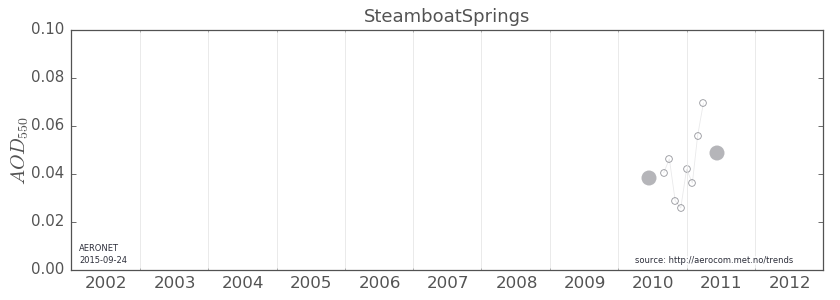 SteamboatSprings
0.10
0.08
0.06
0.04
0.02
0.00
AOD550
AERONET
2015-09-24
source: http://aerocom.met.no/trends
2002 2003 2004 2005 2006 2007 2008 2009 2010 2011 2012